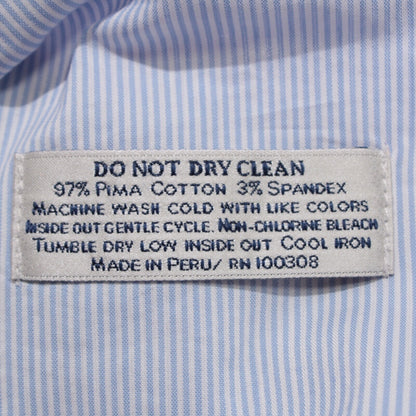 DO NOT DRY CLEAN
97% PIMA COTTON 3% SPANDEX
MACHINE WASH COLD WITH LIKE COLORS
INSIDE OUT GENTLE CYCLE. NON-CHLORINE BLEACH
TUMBLE DRY LOW INSIDE OUT COOL IRON
MADE IN PERU/ RN 100308